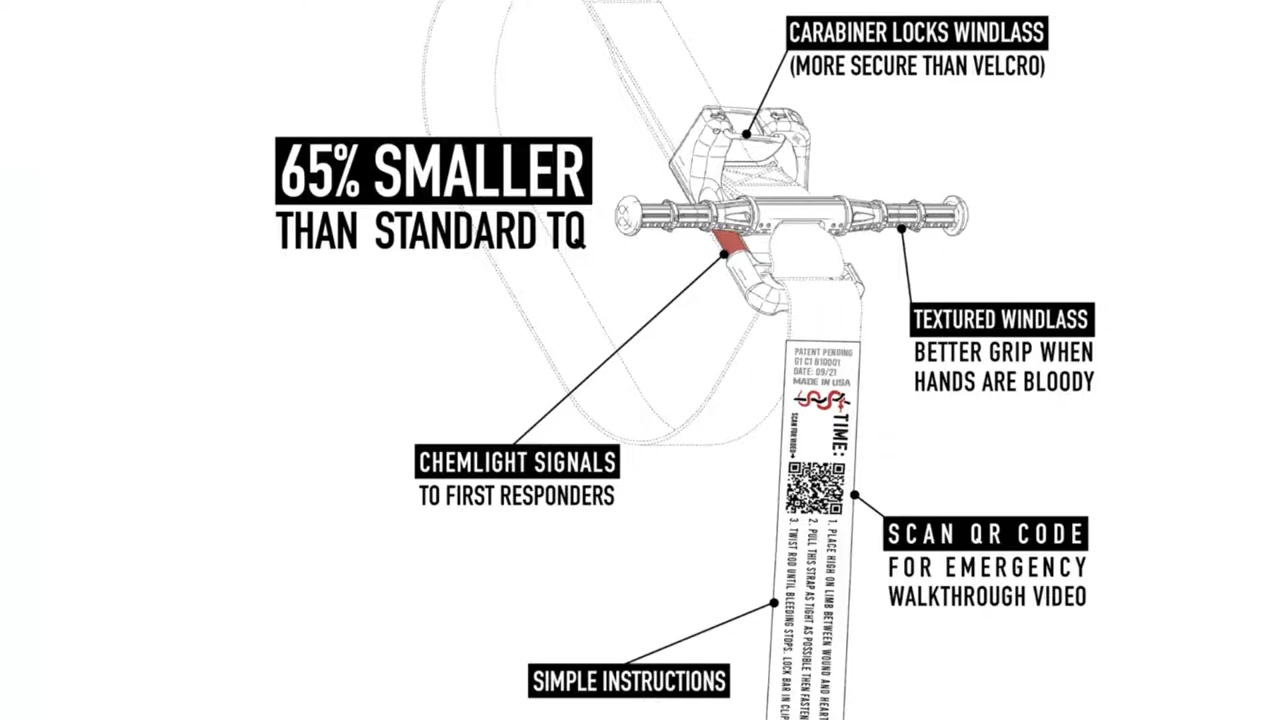 CARABINER LOCKS WINDLASS
(MORE SECURE THAN VELCRO)
65% SMALLER
THAN STANDARD TQ
TEXTURED WINDLASS
BETTER GRIP WHEN
HANDS ARE BLOODY
PATENT PENDING
G1 C1 B10001
DATE: 09/21
MADE IN USA
TIME:
SCAN FOR VIDEO
CHEMLIGHT SIGNALS
TO FIRST RESPONDERS
SCAN QR CODE
FOR EMERGENCY
WALKTHROUGH VIDEO
1. PLACE HIGH ON LIMB BETWEEN WOUND AND HEART
2. PULL THIS STRAP AS TIGHT AS POSSIBLE THEN FASTEN
3. TWIST ROD UNTIL BLEEDING STOPS. LOCK BAR IN CLIP
SIMPLE INSTRUCTIONS